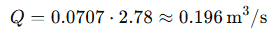 Q = 0.0707 · 2.78 ≈ 0.196 m³/s